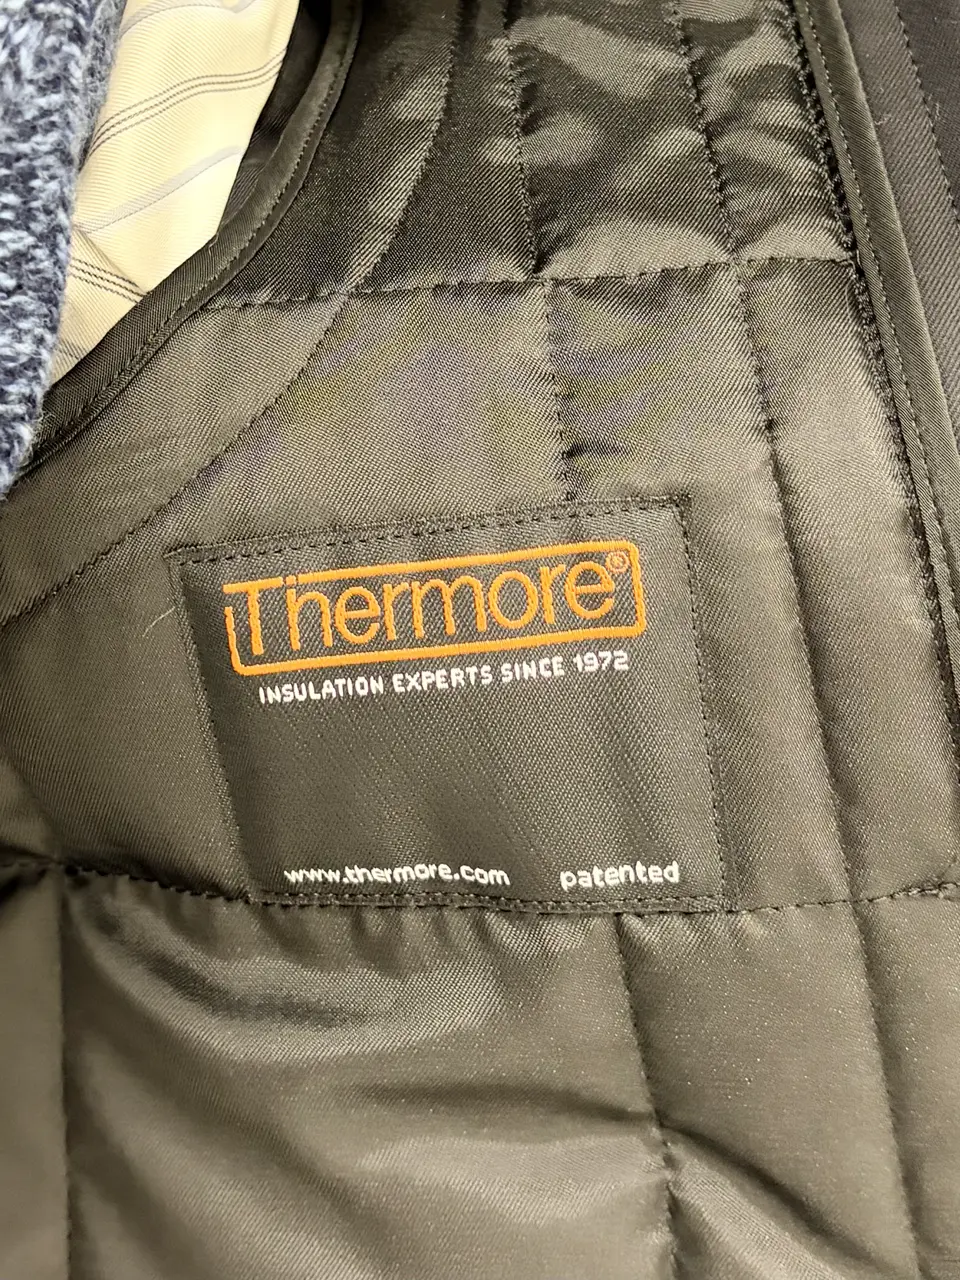 Thermore®
INSULATION EXPERTS SINCE 1972
www.thermore.com patented